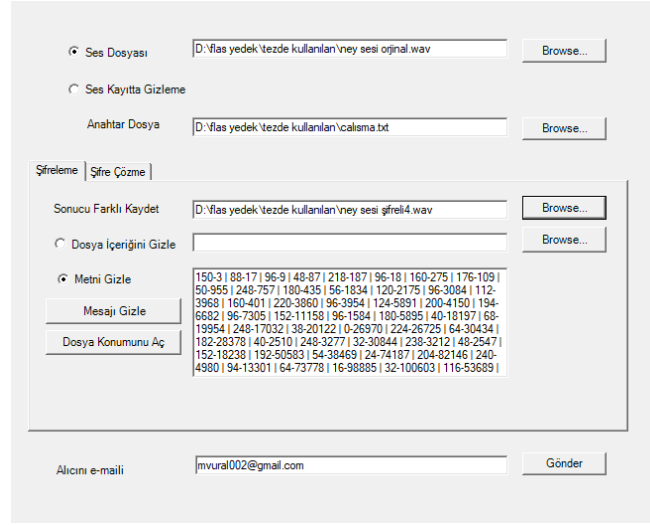 Ses Dosyası D:\flas yedek\tezde kullanılan\ney sesi orjinal.wav Browse...
Ses Kayıtta Gizleme
Anahtar Dosya D:\flas yedek\tezde kullanılan\calisma.txt Browse...
Şifreleme Şifre Çözme
Sonucu Farklı Kaydet D:\flas yedek\tezde kullanılan\ney sesi şifreli4.wav Browse...
Dosya İçeriğini Gizle Browse...
Metni Gizle
150-3 | 88-17 | 96-9 | 48-87 | 218-187 | 96-18 | 160-275 | 176-109 |
50-955 | 248-757 | 180-435 | 56-1834 | 120-2175 | 96-3084 | 112-
3968 | 160-401 | 220-3860 | 96-3954 | 124-5891 | 200-4150 | 194-
6682 | 96-7305 | 152-11158 | 96-1584 | 180-5895 | 40-18197 | 68-
19954 | 248-17032 | 38-20122 | 0-26970 | 224-26725 | 64-30434 |
182-28378 | 40-2510 | 248-3277 | 32-30844 | 238-3212 | 48-2547 |
152-18238 | 192-50583 | 54-38469 | 24-74187 | 204-82146 | 240-
4980 | 94-13301 | 64-73778 | 16-98885 | 32-100603 | 116-53689 |
Mesajı Gizle
Dosya Konumunu Aç
Alıcını e-maili mvural002@gmail.com Gönder